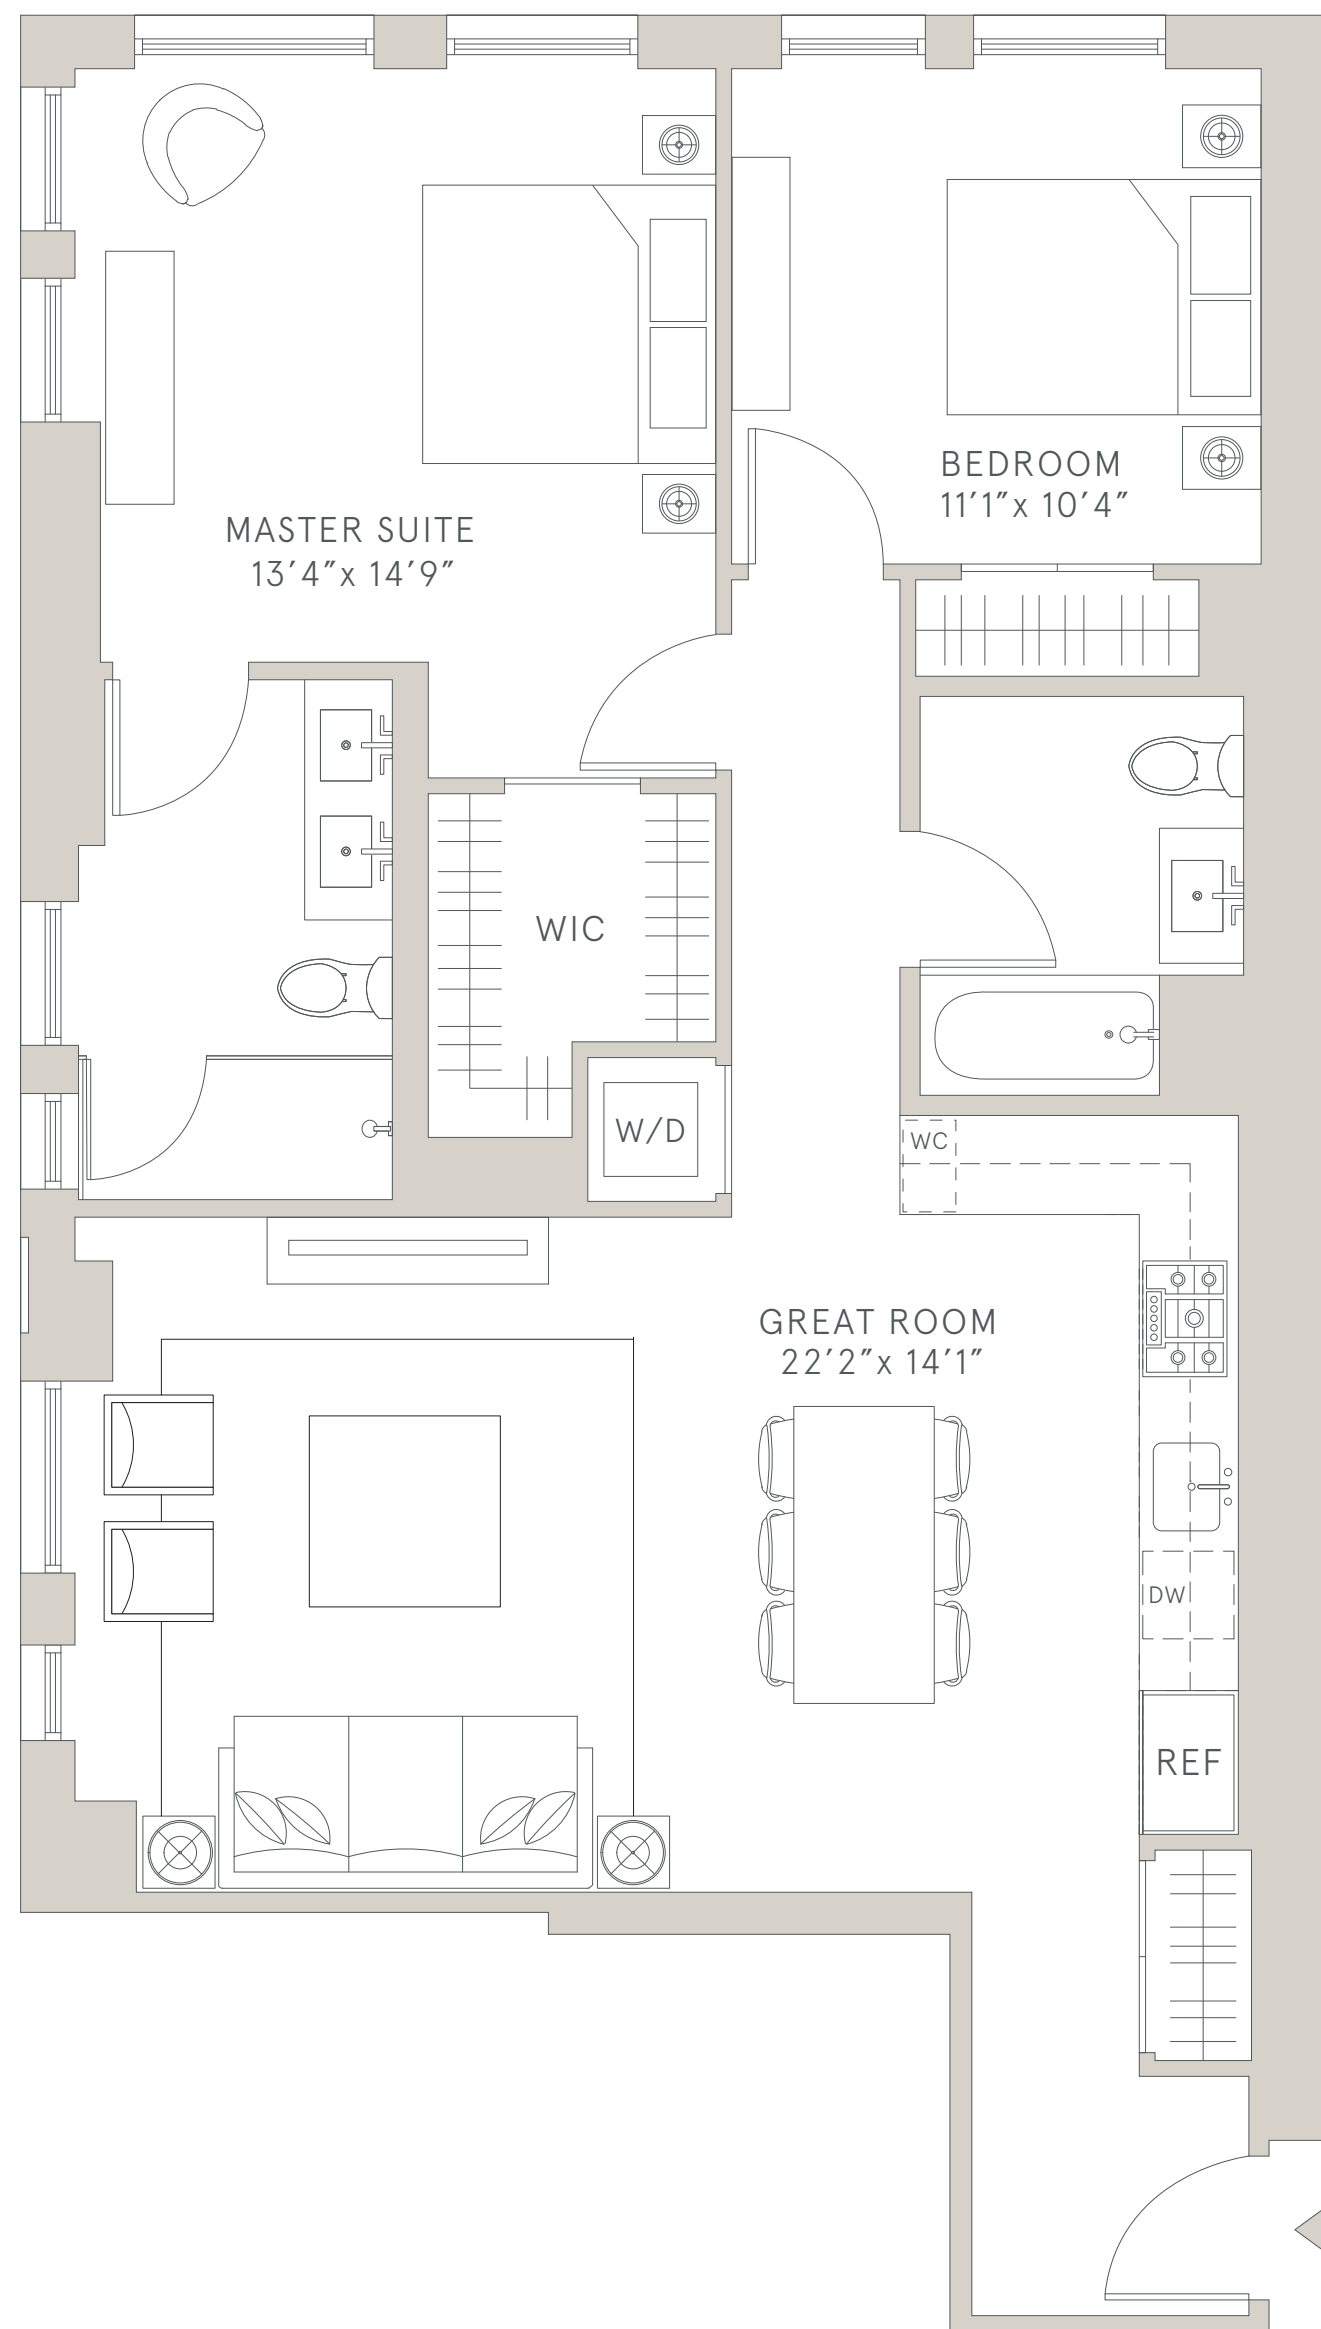 BEDROOM
11′1″x 10′4″
MASTER SUITE
13′4″x 14′9″
WIC
W/D
WC
GREAT ROOM
22′2″x 14′1″
DW
REF